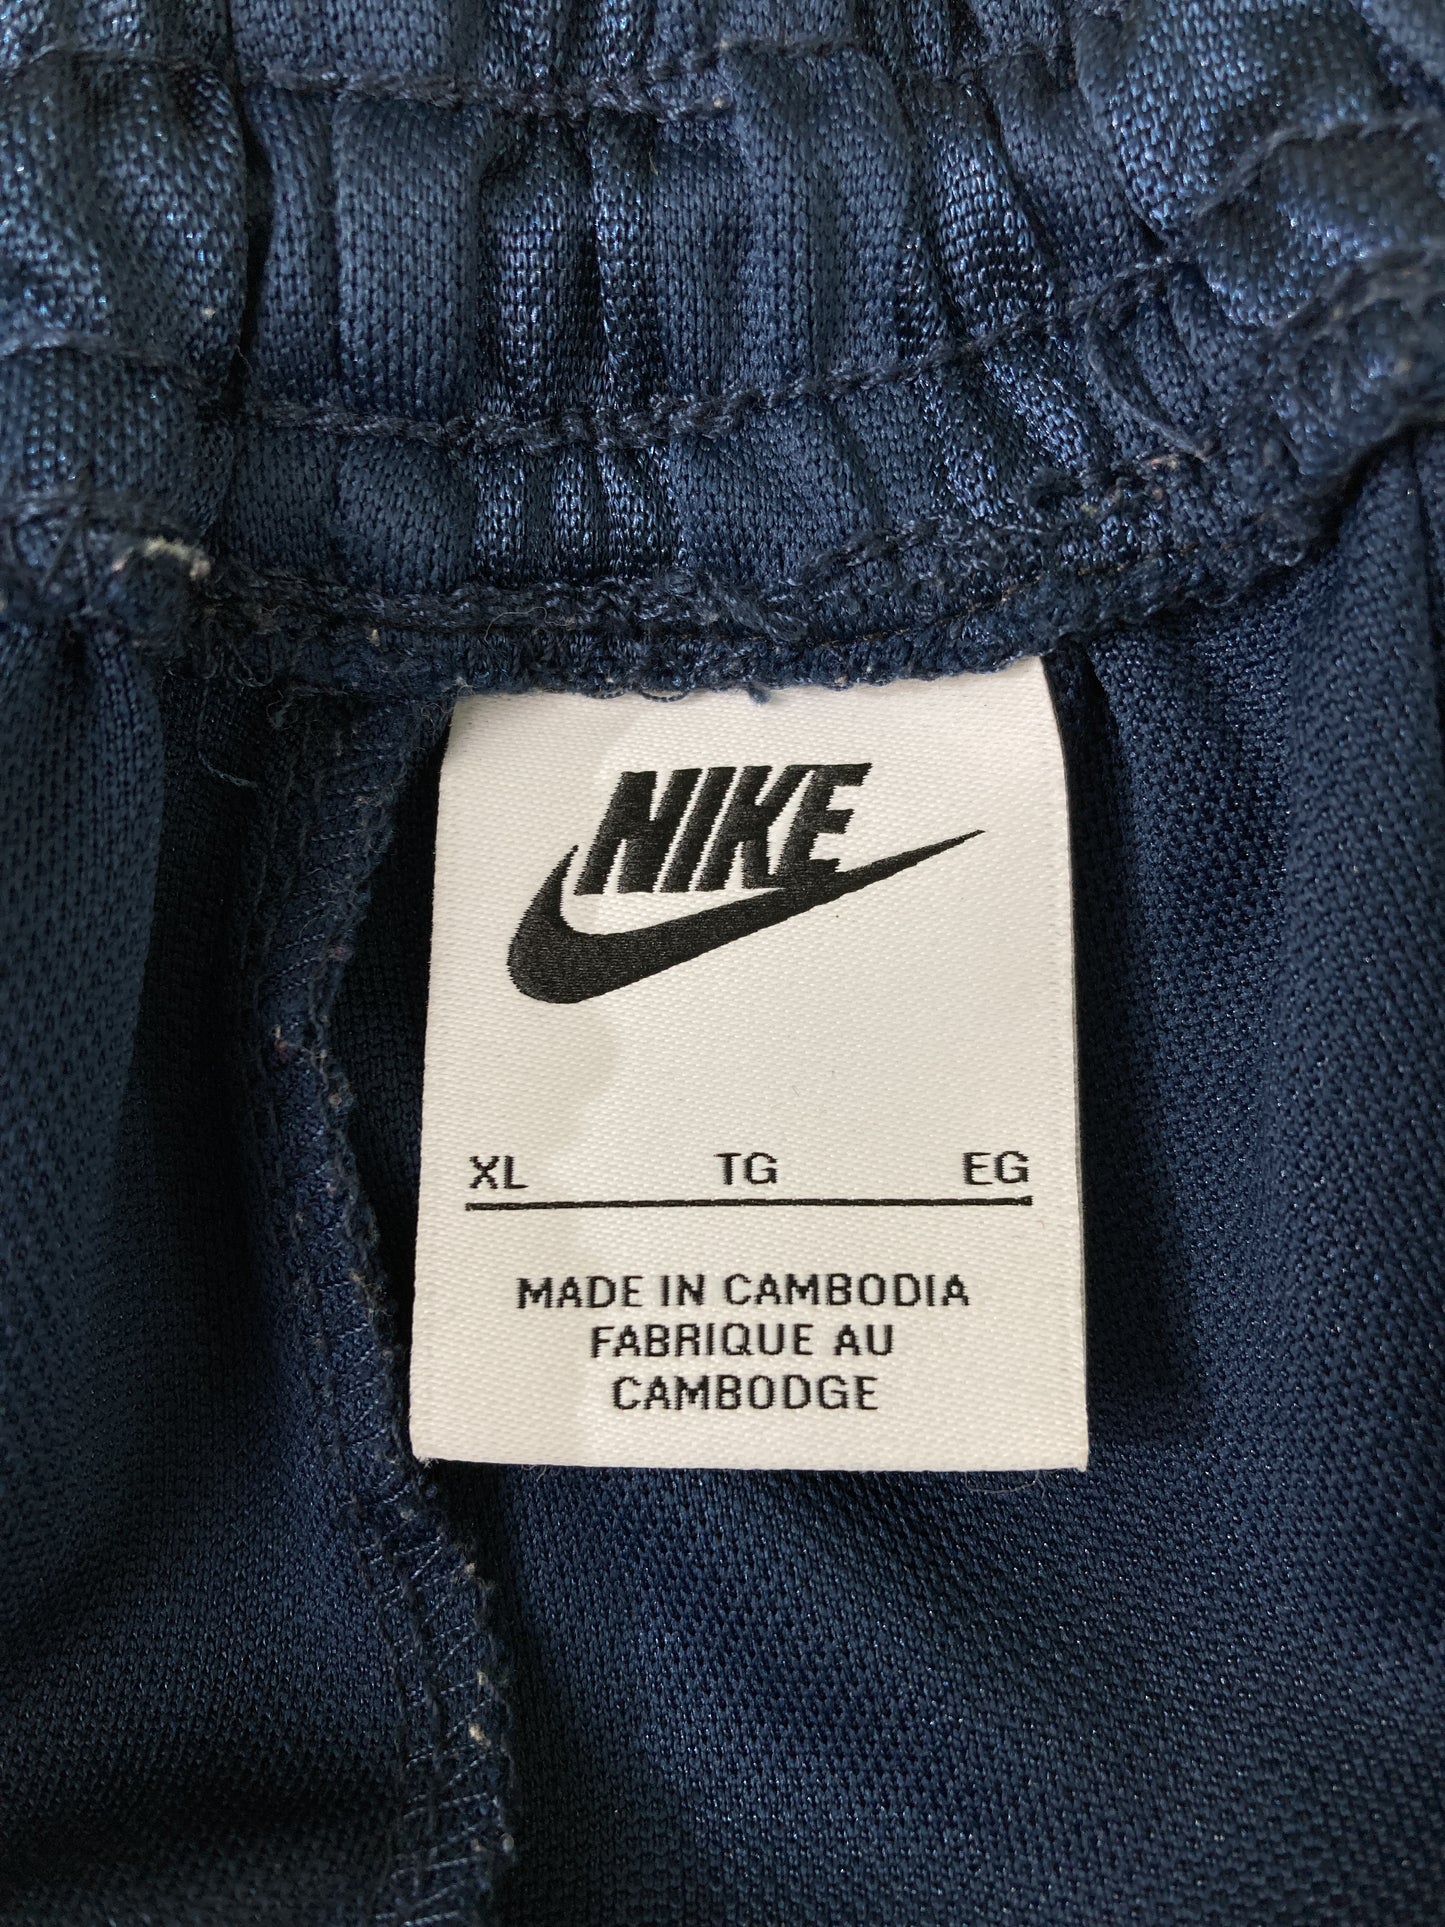 NIKE
XL TG EG
MADE IN CAMBODIA
FABRIQUE AU
CAMBODGE